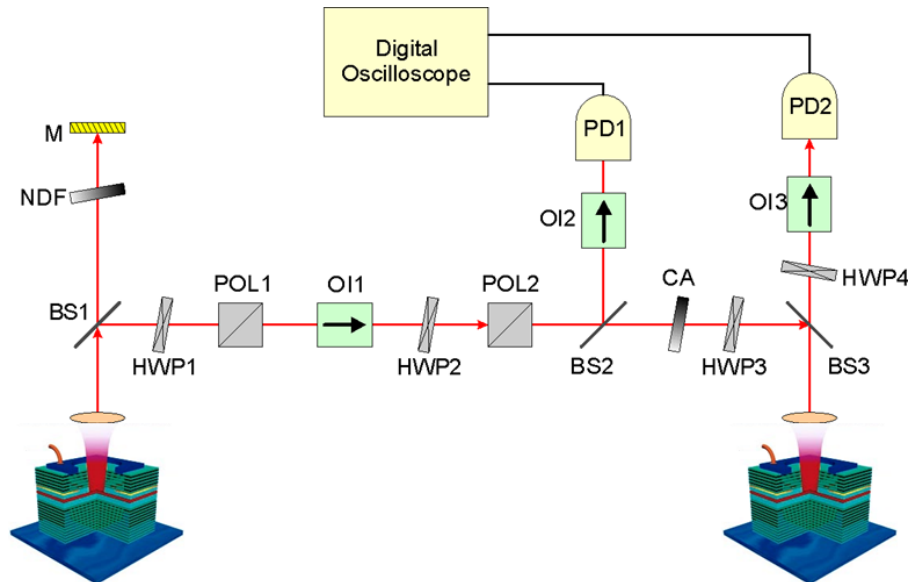 Digital
Oscilloscope
PD1
PD2
M
NDF
OI2
OI3
BS1
POL1
OI1
POL2
CA
HWP4
HWP1
HWP2
BS2
HWP3
BS3